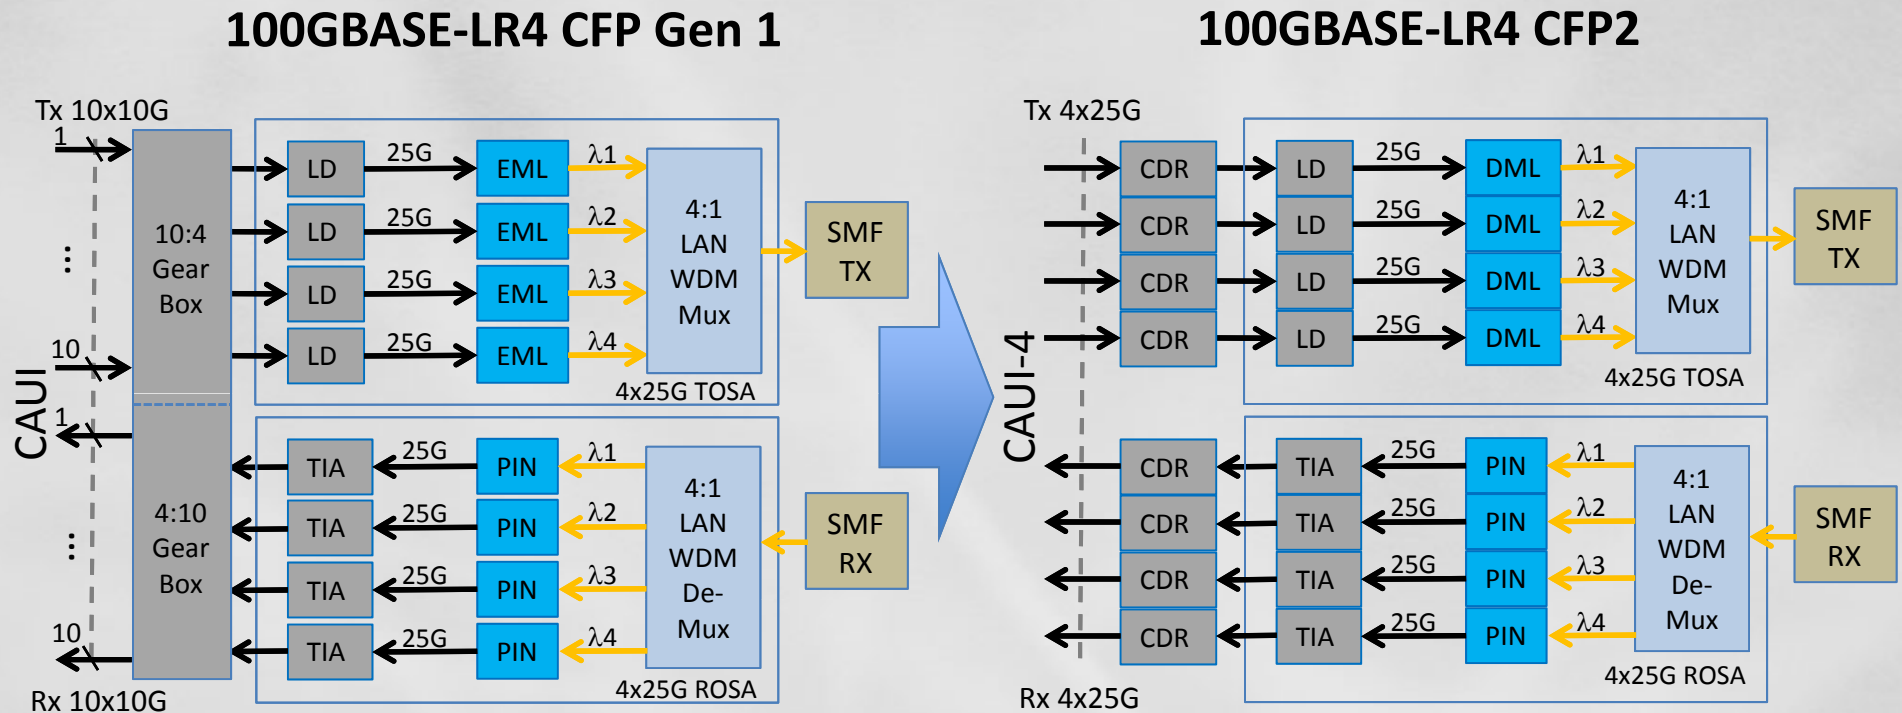 100GBASE-LR4 CFP Gen 1
Tx 10x10G
1
...
10
CAUI
1
...
10
Rx 10x10G
10:4
Gear
Box
4:10
Gear
Box
LD
25G
EML
λ1
LD
25G
EML
λ2
LD
25G
EML
λ3
LD
25G
EML
λ4
4:1
LAN
WDM
Mux
4x25G TOSA
SMF
TX
TIA
25G
PIN
λ1
TIA
25G
PIN
λ2
TIA
25G
PIN
λ3
TIA
25G
PIN
λ4
4:1
LAN
WDM
De-
Mux
4x25G ROSA
SMF
RX
100GBASE-LR4 CFP2
Tx 4x25G
CAUI-4
Rx 4x25G
CDR
LD
25G
DML
λ1
CDR
LD
25G
DML
λ2
CDR
LD
25G
DML
λ3
CDR
LD
25G
DML
λ4
4:1
LAN
WDM
Mux
4x25G TOSA
SMF
TX
CDR
TIA
25G
PIN
λ1
CDR
TIA
25G
PIN
λ2
CDR
TIA
25G
PIN
λ3
CDR
TIA
25G
PIN
λ4
4:1
LAN
WDM
De-
Mux
4x25G ROSA
SMF
RX